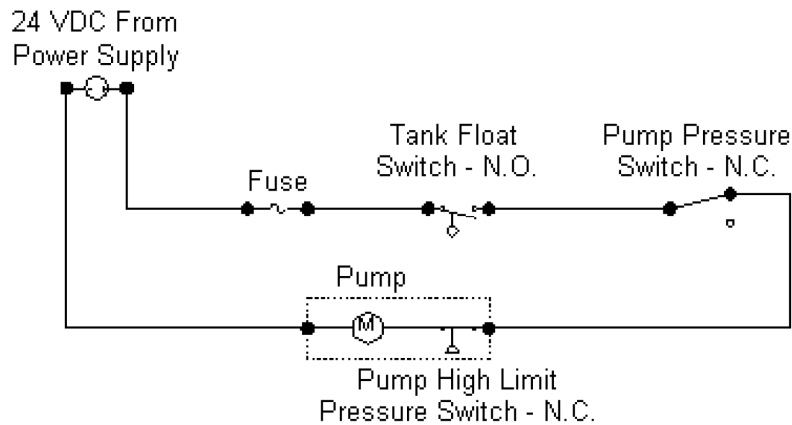 24 VDC From
Power Supply
Tank Float
Switch - N.O.
Pump Pressure
Switch - N.C.
Fuse
Pump
M
Pump High Limit
Pressure Switch - N.C.